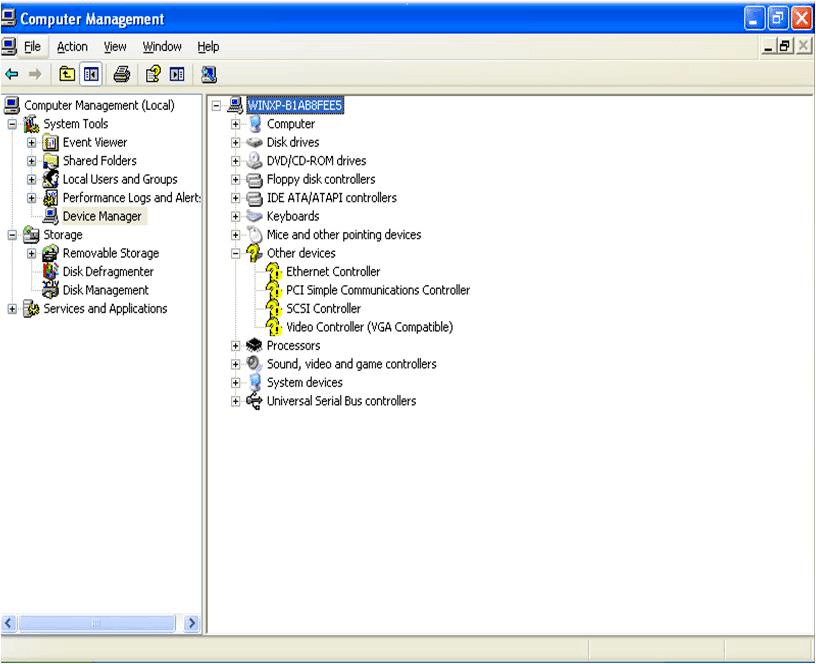 Computer Management
File Action View Window Help
Computer Management (Local)
System Tools
Event Viewer
Shared Folders
Local Users and Groups
Performance Logs and Alert:
Device Manager
Storage
Removable Storage
Disk Defragmenter
Disk Management
Services and Applications
WINXP-B1AB8FEE5
Computer
Disk drives
DVD/CD-ROM drives
Floppy disk controllers
IDE ATA/ATAPI controllers
Keyboards
Mice and other pointing devices
Other devices
Ethernet Controller
PCI Simple Communications Controller
SCSI Controller
Video Controller (VGA Compatible)
Processors
Sound, video and game controllers
System devices
Universal Serial Bus controllers